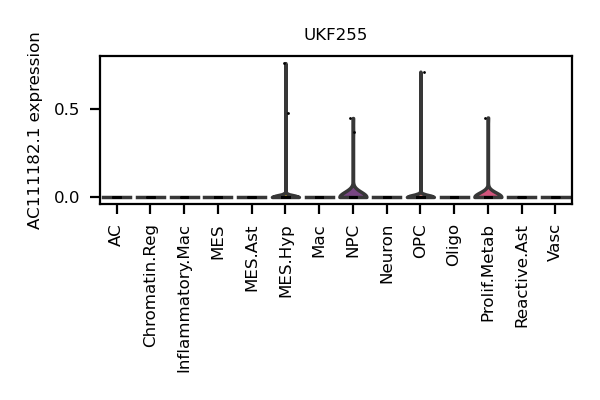 UKF255
AC111182.1 expression
0.5
0.0
AC
Chromatin.Reg
Inflammatory.Mac
MES
MES.Ast
MES.Hyp
Mac
NPC
Neuron
OPC
Oligo
Prolif.Metab
Reactive.Ast
Vasc